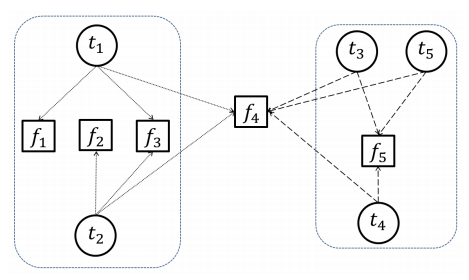 t₁
t₃ t₅
f₁ f₂ f₃ f₄
f₅
t₂ t₄